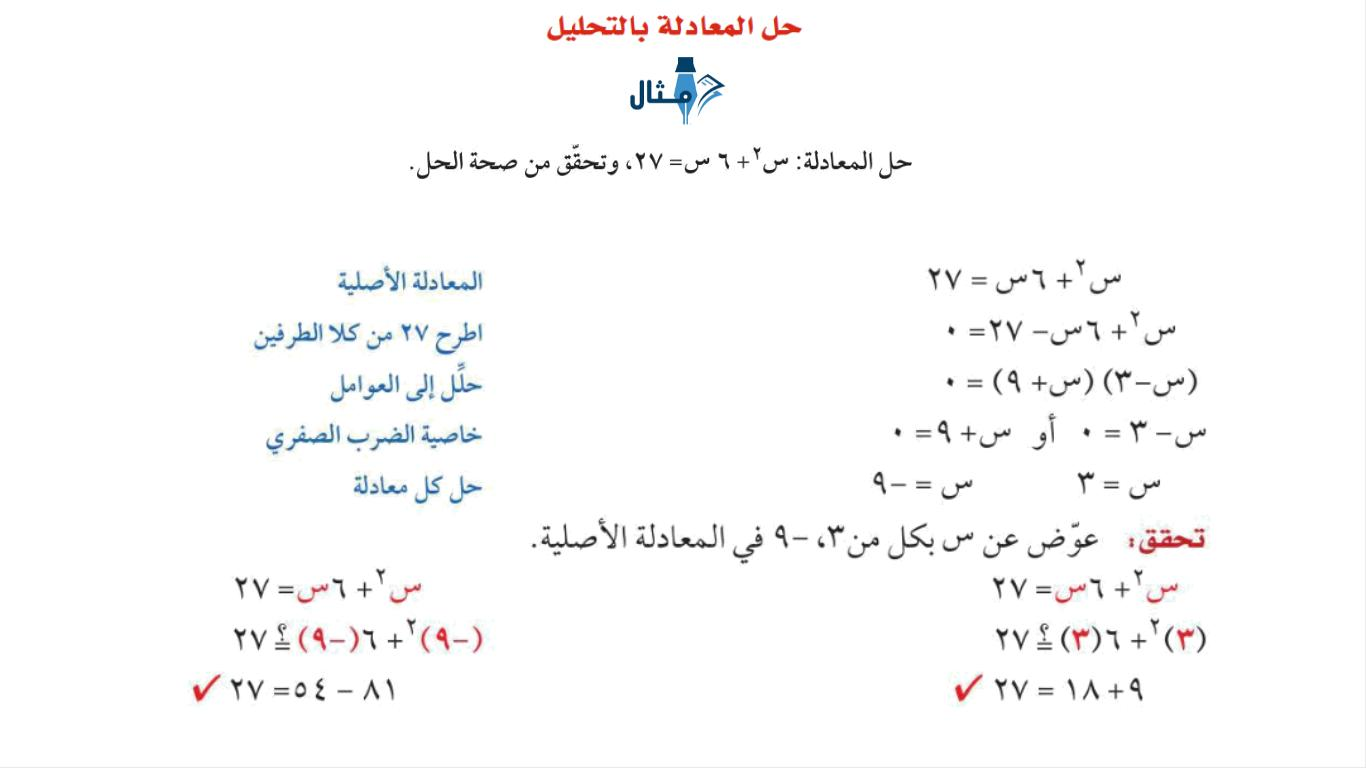 حل المعادلة بالتحليل
مثال
حل المعادلة: س٢ + ٦ س = ٢٧، وتحقّق من صحة الحل.
س٢ + ٦س = ٢٧ المعادلة الأصلية
س٢ + ٦س – ٢٧ = ٠ اطرح ٢٧ من كلا الطرفين
(س – ٣) (س + ٩) = ٠ حلِّل إلى العوامل
س – ٣ = ٠ أو س + ٩ = ٠ خاصية الضرب الصفري
س = ٣ س = –٩ حل كل معادلة
تحقق: عوّض عن س بكل من ٣، –٩ في المعادلة الأصلية.
س٢ + ٦س = ٢٧ س٢ + ٦س = ٢٧
(٣)٢ + ٦(٣) ≟ ٢٧ (–٩)٢ + ٦(–٩) ≟ ٢٧
٩ + ١٨ = ٢٧ ✓ ٨١ – ٥٤ = ٢٧ ✓